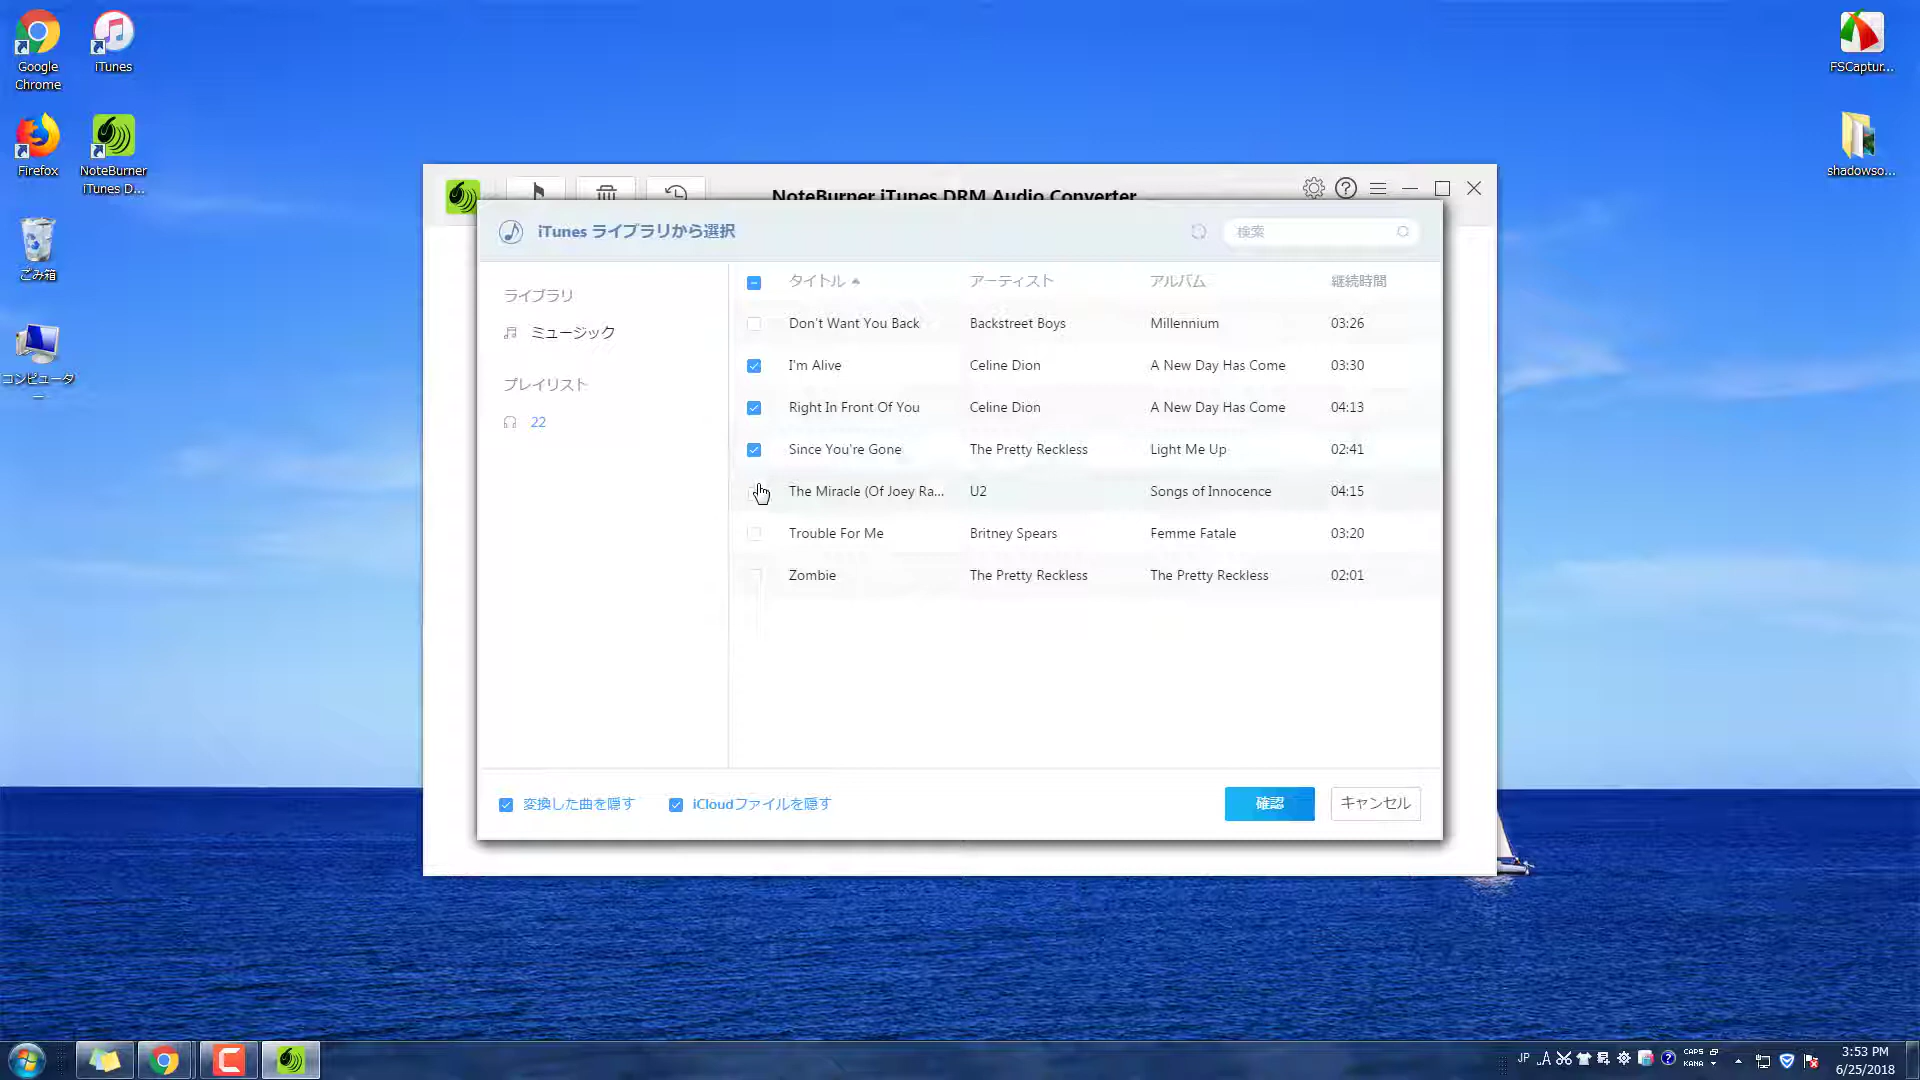 Google
Chrome
iTunes
Firefox
NoteBurner
iTunes D...
ごみ箱
コンピューター
FSCaptur...
shadowso...
NoteBurner iTunes DRM Audio Converter
iTunes ライブラリから選択
検索
ライブラリ
ミュージック
プレイリスト
22
タイトル アーティスト アルバム 継続時間
Don't Want You Back Backstreet Boys Millennium 03:26
I'm Alive Celine Dion A New Day Has Come 03:30
Right In Front Of You Celine Dion A New Day Has Come 04:13
Since You're Gone The Pretty Reckless Light Me Up 02:41
The Miracle (Of Joey Ra... U2 Songs of Innocence 04:15
Trouble For Me Britney Spears Femme Fatale 03:20
Zombie The Pretty Reckless The Pretty Reckless 02:01
変換した曲を隠す
iCloudファイルを隠す
確認
キャンセル
JP
CAPS
KANA
3:53 PM
6/25/2018